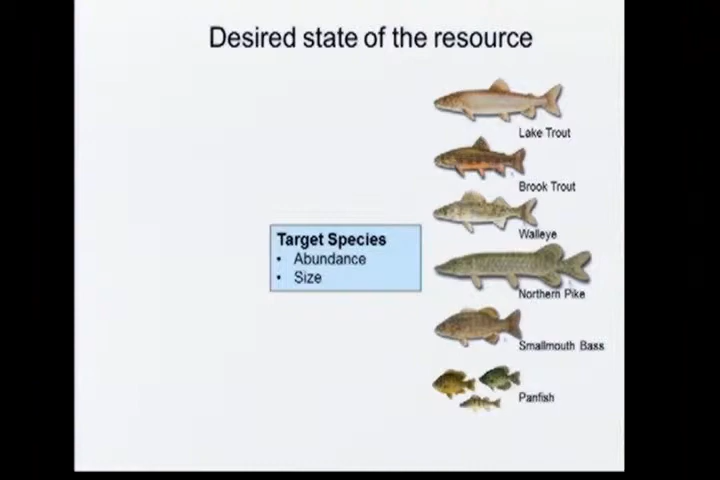 Desired state of the resource
Lake Trout
Brook Trout
Walleye
Target Species
• Abundance
• Size
Northern Pike
Smallmouth Bass
Panfish